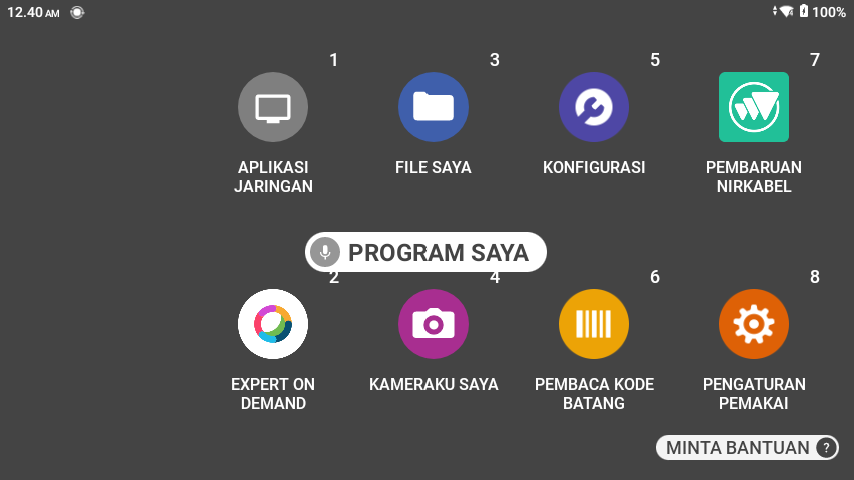 12.40 AM
100%
1
3
5
7
APLIKASI
JARINGAN
FILE SAYA
KONFIGURASI
PEMBARUAN
NIRKABEL
PROGRAM SAYA
2
4
6
8
EXPERT ON
DEMAND
KAMERAKU SAYA
PEMBACA KODE
BATANG
PENGATURAN
PEMAKAI
MINTA BANTUAN ?